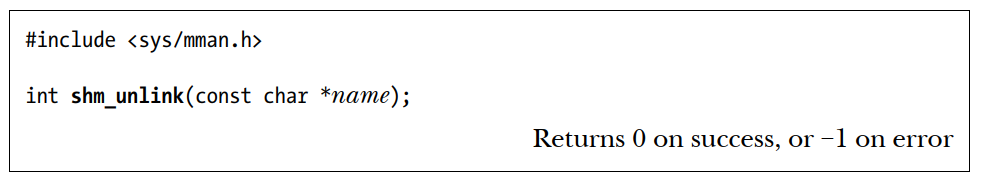 #include <sys/mman.h>
int shm_unlink(const char *name);
Returns 0 on success, or −1 on error